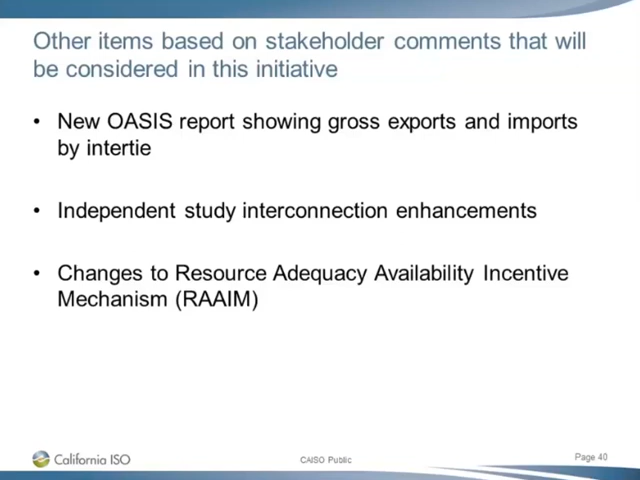 Other items based on stakeholder comments that will
be considered in this initiative
• New OASIS report showing gross exports and imports
by intertie
• Independent study interconnection enhancements
• Changes to Resource Adequacy Availability Incentive
Mechanism (RAAIM)
California ISO
CAISO Public
Page 40